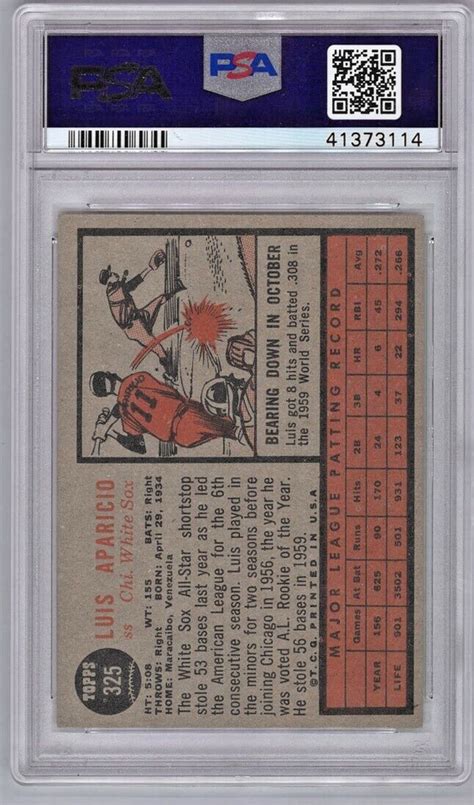 PSA
PSA
41373114
TOPPS
325
LUIS APARICIO
ss Chi. White Sox
HT: 5:08 WT: 155 BATS: Right
THROWS: Right BORN: April 29, 1934
HOME: Maracaibo, Venezuela
The White Sox All-Star shortstop
stole 53 bases last year as he led
the American League for the 6th
consecutive season. Luis played in
the minors for two seasons before
joining Chicago in 1956, the year he
was voted A.L. Rookie of the Year.
He stole 56 bases in 1959.
©T.C.G. PRINTED IN U.S.A.
APARICIO
11
BEARING DOWN IN OCTOBER
Luis got 8 hits and batted .308 in
the 1959 World Series.
MAJOR LEAGUE PATTING RECORD
Games At Bat Runs Hits 2B 3B HR RBI Avg
YEAR 156 625 90 170 24 4 6 45 .272
LIFE 901 3502 501 931 123 37 22 294 .266